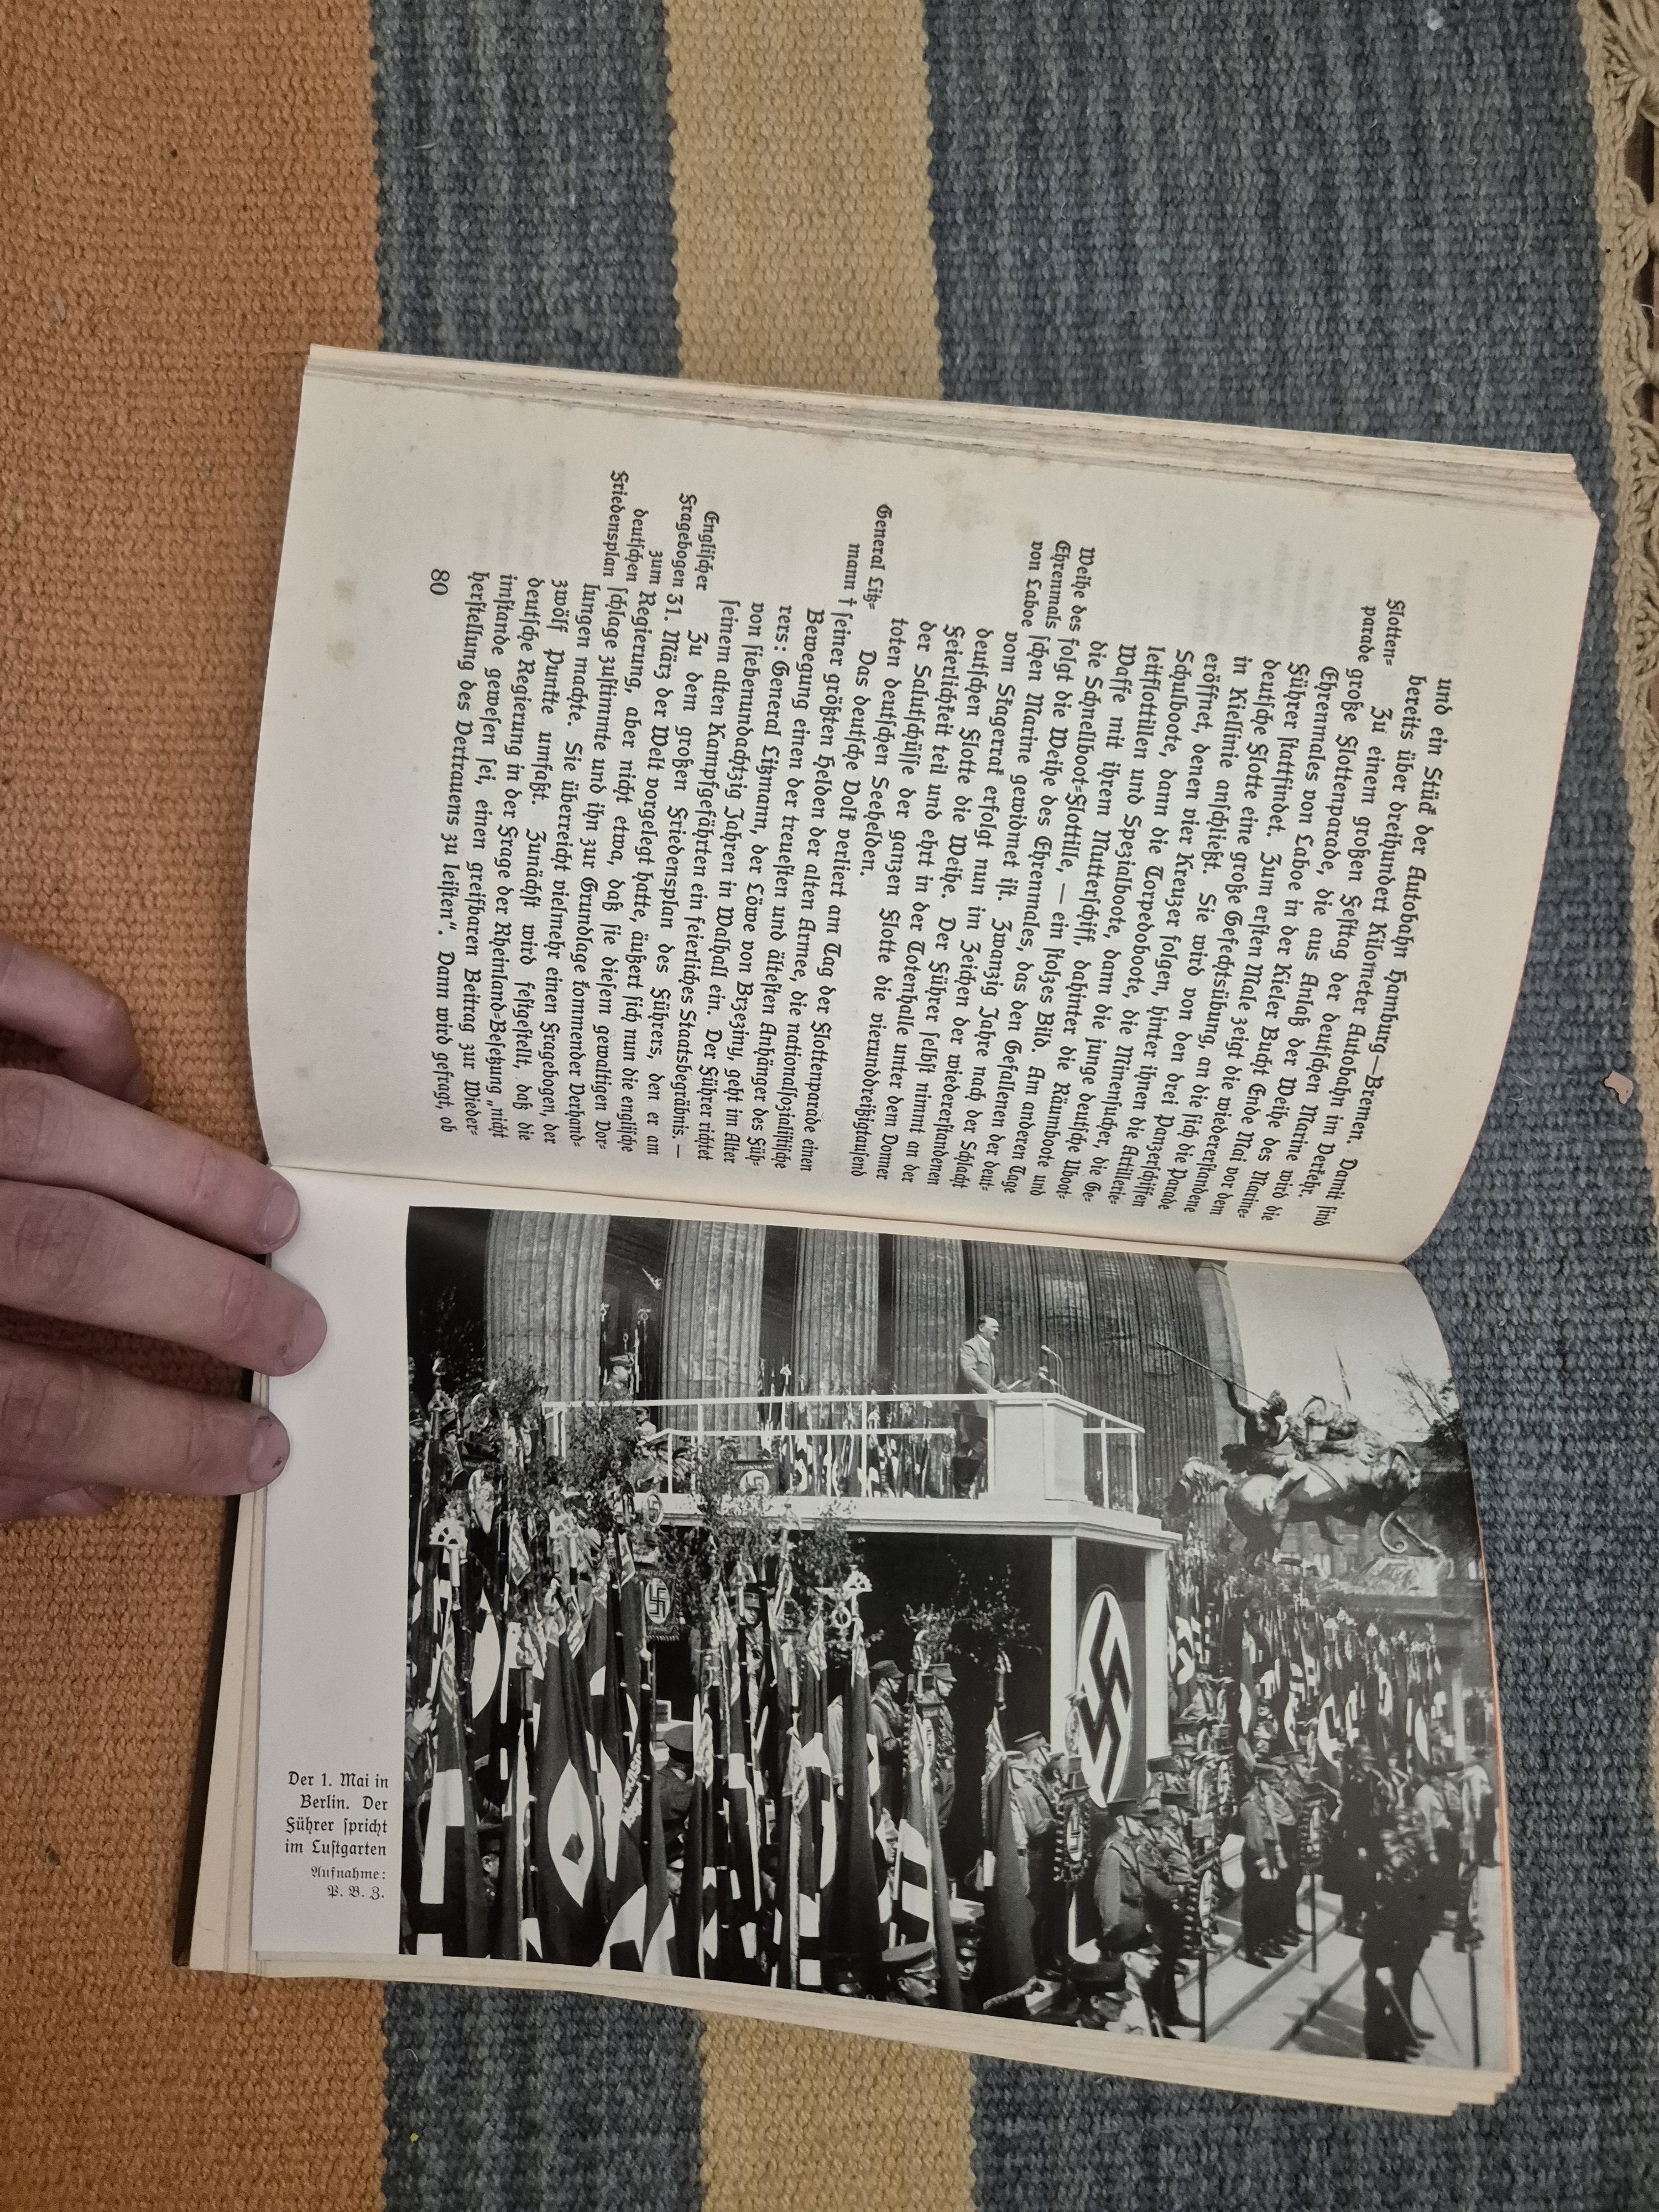 und ein Stück der Autobahn Hamburg—Bremen. Damit sind
bereits über dreihundert Kilometer Autobahn im Verkehr.
Flotten-
parade
Zu einem großen Festtag der deutschen Marine wird die
große Flottenparade, die aus Anlaß der Weihe des Marine-
Ehrenmales von Laboe in der Kieler Bucht Ende Mai vor dem
Führer stattfindet. Zum ersten Male zeigt die wiedererstandene
deutsche Flotte eine große Gefechtsübung, an die sich die Parade
in Kiellinie anschließt. Sie wird von den drei Panzerschiffen
eröffnet, denen vier Kreuzer folgen, hinter ihnen die Artillerie-
Schulboote, dann die Torpedoboote, die Minensucher, die Ge-
leitflottillen und Spezialboote, dann die junge deutsche Uboot-
Waffe mit ihrem Mutterschiff, dahinter die Räumboote und
die Schnellboot-Flottille, — ein stolzes Bild. Am anderen Tage
Weihe des
Ehrenmals
von Laboe
folgt die Weihe des Ehrenmales, das den Gefallenen der deut-
schen Marine gewidmet ist. Zwanzig Jahre nach der Schlacht
vom Skagerrak erfolgt nun im Zeichen der wiedererstandenen
deutschen Flotte die Weihe. Der Führer selbst nimmt an der
Feierlichkeit teil und ehrt in der Totenhalle unter dem Donner
der Salutschüsse der ganzen Flotte die vierunddreißigtausend
toten deutschen Seehelden.
General Litz-
mann †
Das deutsche Volk verliert am Tag der Flottenparade einen
seiner größten Helden der alten Armee, die nationalsozialistische
Bewegung einen der treuesten und ältesten Anhänger des Füh-
rers: General Litzmann, der Löwe von Brzeziny, geht im Alter
von siebenundachtzig Jahren in Walhall ein. Der Führer richtet
seinem alten Kampfgefährten ein feierliches Staatsbegräbnis. —
Englischer
Fragebogen
zum
deutschen
Friedensplan
Zu dem großen Friedensplan des Führers, den er am
31. März der Welt vorgelegt hatte, äußert sich nun die englische
Regierung, aber nicht etwa, daß sie diesem gewaltigen Vor-
schlage zustimmte und ihn zur Grundlage kommender Verhand-
lungen machte. Sie überreicht vielmehr einen Fragebogen, der
zwölf Punkte umfaßt. Zunächst wird festgestellt, daß die
deutsche Regierung in der Frage der Rheinland-Besetzung „nicht
imstande gewesen sei, einen greifbaren Beitrag zur Wieder-
herstellung des Vertrauens zu leisten“. Dann wird gefragt, ob
80
DEUTSCHLAND
Der 1. Mai in
Berlin. Der
Führer spricht
im Lustgarten
Aufnahme:
P. B. Z.